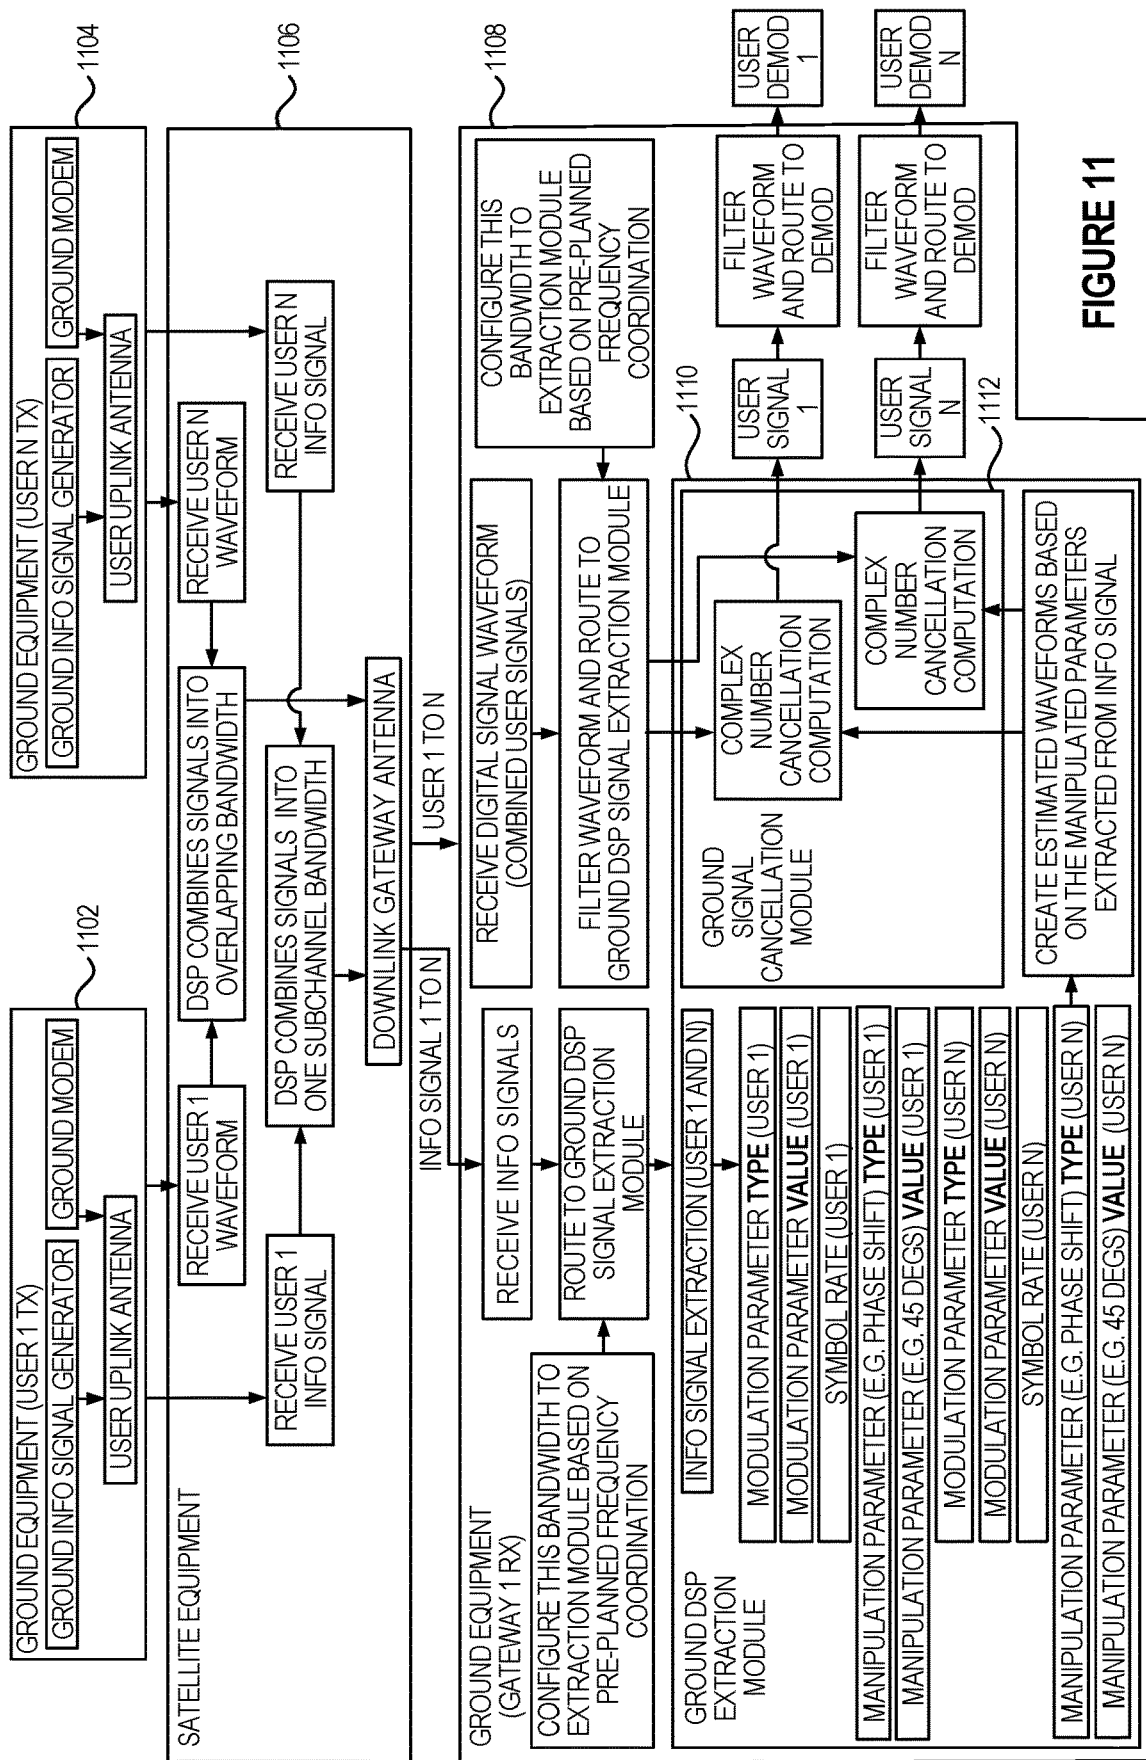 GROUND EQUIPMENT (USER 1 TX)
GROUND INFO SIGNAL GENERATOR
GROUND MODEM
USER UPLINK ANTENNA
1102
GROUND EQUIPMENT (USER N TX)
GROUND INFO SIGNAL GENERATOR
GROUND MODEM
USER UPLINK ANTENNA
1104
SATELLITE EQUIPMENT
1106
RECEIVE USER 1
WAVEFORM
DSP COMBINES SIGNALS INTO
OVERLAPPING BANDWIDTH
RECEIVE USER N
WAVEFORM
RECEIVE USER 1
INFO SIGNAL
DSP COMBINES SIGNALS INTO
ONE SUBCHANNEL BANDWIDTH
RECEIVE USER N
INFO SIGNAL
DOWNLINK GATEWAY ANTENNA
INFO SIGNAL 1 TO N
USER 1 TO N
1108
GROUND EQUIPMENT
(GATEWAY 1 RX)
RECEIVE INFO SIGNALS
RECEIVE DIGITAL SIGNAL WAVEFORM
(COMBINED USER SIGNALS)
CONFIGURE THIS
BANDWIDTH TO
EXTRACTION MODULE
BASED ON PRE-PLANNED
FREQUENCY
COORDINATION
CONFIGURE THIS BANDWIDTH TO
EXTRACTION MODULE BASED ON
PRE-PLANNED FREQUENCY
COORDINATION
ROUTE TO GROUND DSP
SIGNAL EXTRACTION
MODULE
FILTER WAVEFORM AND ROUTE TO
GROUND DSP SIGNAL EXTRACTION MODULE
1110
GROUND DSP
EXTRACTION
MODULE
INFO SIGNAL EXTRACTION (USER 1 AND N)
MODULATION PARAMETER TYPE (USER 1)
MODULATION PARAMETER VALUE (USER 1)
SYMBOL RATE (USER 1)
MANIPULATION PARAMETER (E.G. PHASE SHIFT) TYPE (USER 1)
MANIPULATION PARAMETER (E.G. 45 DEGS) VALUE (USER 1)
MODULATION PARAMETER TYPE (USER N)
MODULATION PARAMETER VALUE (USER N)
SYMBOL RATE (USER N)
MANIPULATION PARAMETER (E.G. PHASE SHIFT) TYPE (USER N)
MANIPULATION PARAMETER (E.G. 45 DEGS) VALUE (USER N)
GROUND
SIGNAL
CANCELLATION
MODULE
COMPLEX
NUMBER
CANCELLATION
COMPUTATION
COMPLEX
NUMBER
CANCELLATION
COMPUTATION
1112
CREATE ESTIMATED WAVEFORMS BASED
ON THE MANIPULATED PARAMETERS
EXTRACTED FROM INFO SIGNAL
USER
SIGNAL
1
FILTER
WAVEFORM
AND ROUTE TO
DEMOD
USER
DEMOD
1
USER
SIGNAL
N
FILTER
WAVEFORM
AND ROUTE TO
DEMOD
USER
DEMOD
N
FIGURE 11